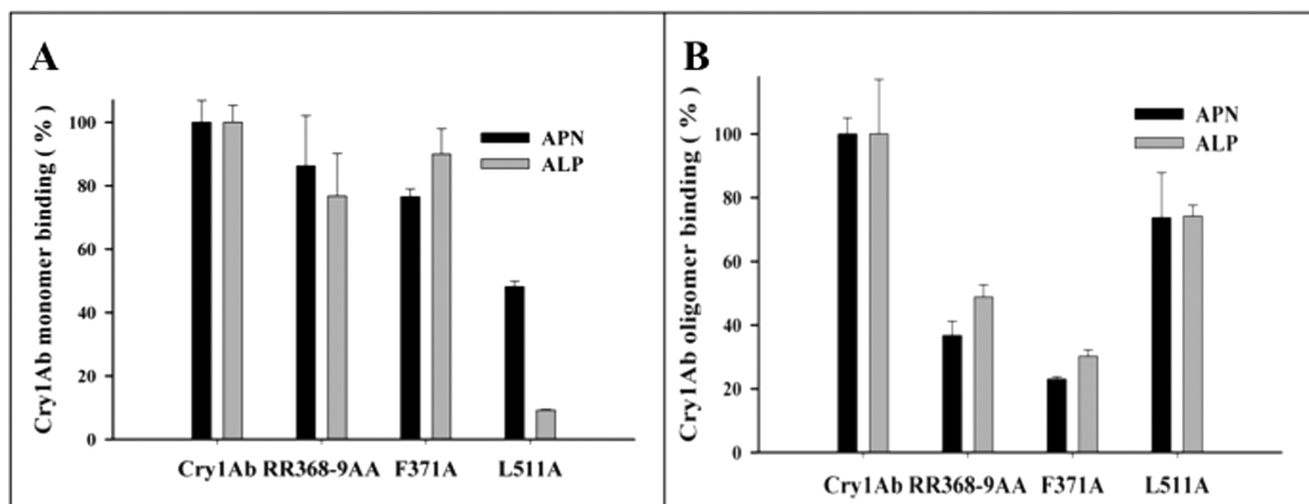 A
Cry1Ab monomer binding ( % )
100
80
60
40
20
0
APN
ALP
Cry1Ab RR368-9AA F371A L511A
B
Cry1Ab oligomer binding ( % )
100
80
60
40
20
0
APN
ALP
Cry1Ab RR368-9AA F371A L511A